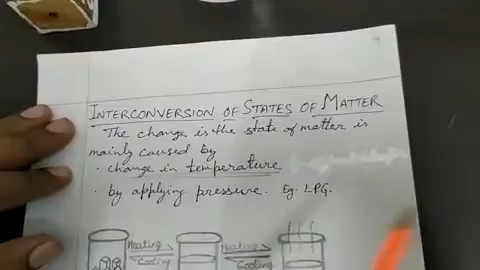 INTERCONVERSION OF STATES OF MATTER
The change is the state of matter is
mainly caused by
· change in temperature
· by applying pressure. Eg. LPG.
Heating Heating
Cooling Cooling